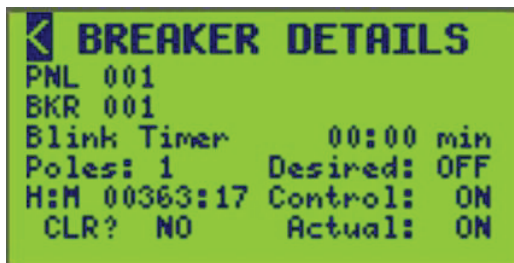 < BREAKER DETAILS
PNL 001
BKR 001
Blink Timer 00:00 min
Poles: 1 Desired: OFF
H:M 00363:17 Control: ON
CLR? NO Actual: ON